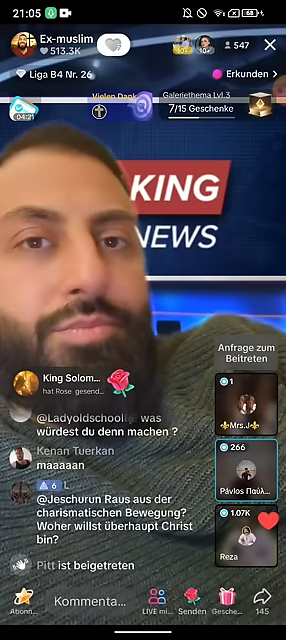 21:05
Ex-muslim
513.3K
10+
547
Liga B4 Nr. 26
Erkunden >
Vielen Dank
Galeriethema Lvl.3
7/15 Geschenke
04:21
KING
NEWS
Anfrage zum
Beitreten
King Solom...
hat Rose gesend...
1
⚜Mrs.J⚜
@Ladyoldschool was
würdest du denn machen ?
Kenan Tuerkan
maaaaan
266
Pávlos Παύλ...
6 L
@Jeschurun Raus aus der
charismatischen Bewegung?
Woher willst überhaupt Christ
bin?
1.07K
Reza
Pitt ist beigetreten
Abonn...
Kommenta...
LIVE mi...
Senden
Gesche...
145